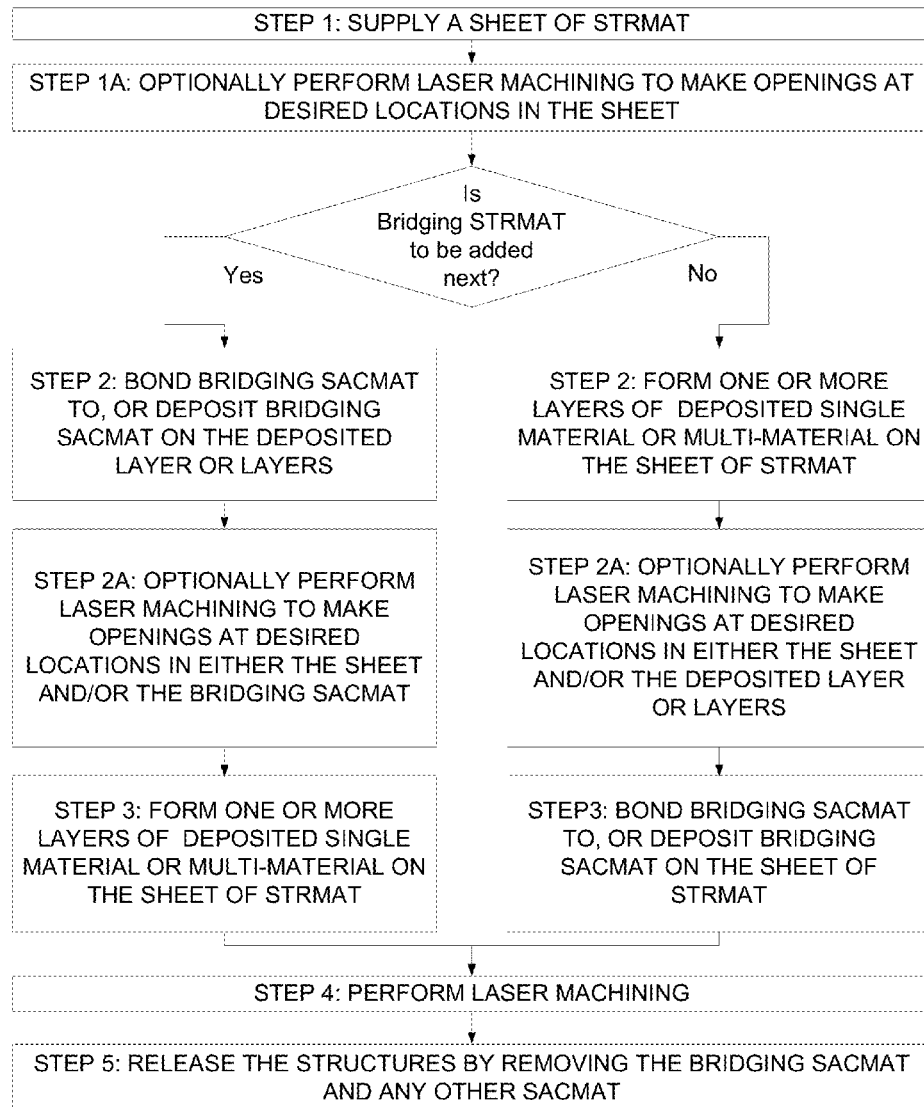 STEP 1: SUPPLY A SHEET OF STRMAT
STEP 1A: OPTIONALLY PERFORM LASER MACHINING TO MAKE OPENINGS AT
DESIRED LOCATIONS IN THE SHEET
Is
Bridging STRMAT
to be added
next?
Yes
No
STEP 2: BOND BRIDGING SACMAT
TO, OR DEPOSIT BRIDGING
SACMAT ON THE DEPOSITED
LAYER OR LAYERS
STEP 2: FORM ONE OR MORE
LAYERS OF DEPOSITED SINGLE
MATERIAL OR MULTI-MATERIAL ON
THE SHEET OF STRMAT
STEP 2A: OPTIONALLY PERFORM
LASER MACHINING TO MAKE
OPENINGS AT DESIRED
LOCATIONS IN EITHER THE SHEET
AND/OR THE BRIDGING SACMAT
STEP 2A: OPTIONALLY PERFORM
LASER MACHINING TO MAKE
OPENINGS AT DESIRED
LOCATIONS IN EITHER THE SHEET
AND/OR THE DEPOSITED LAYER
OR LAYERS
STEP 3: FORM ONE OR MORE
LAYERS OF DEPOSITED SINGLE
MATERIAL OR MULTI-MATERIAL ON
THE SHEET OF STRMAT
STEP3: BOND BRIDGING SACMAT
TO, OR DEPOSIT BRIDGING
SACMAT ON THE SHEET OF
STRMAT
STEP 4: PERFORM LASER MACHINING
STEP 5: RELEASE THE STRUCTURES BY REMOVING THE BRIDGING SACMAT
AND ANY OTHER SACMAT